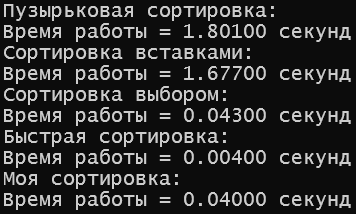 Пузырьковая сортировка:
Время работы = 1.80100 секунд
Сортировка вставками:
Время работы = 1.67700 секунд
Сортировка выбором:
Время работы = 0.04300 секунд
Быстрая сортировка:
Время работы = 0.00400 секунд
Моя сортировка:
Время работы = 0.04000 секунд